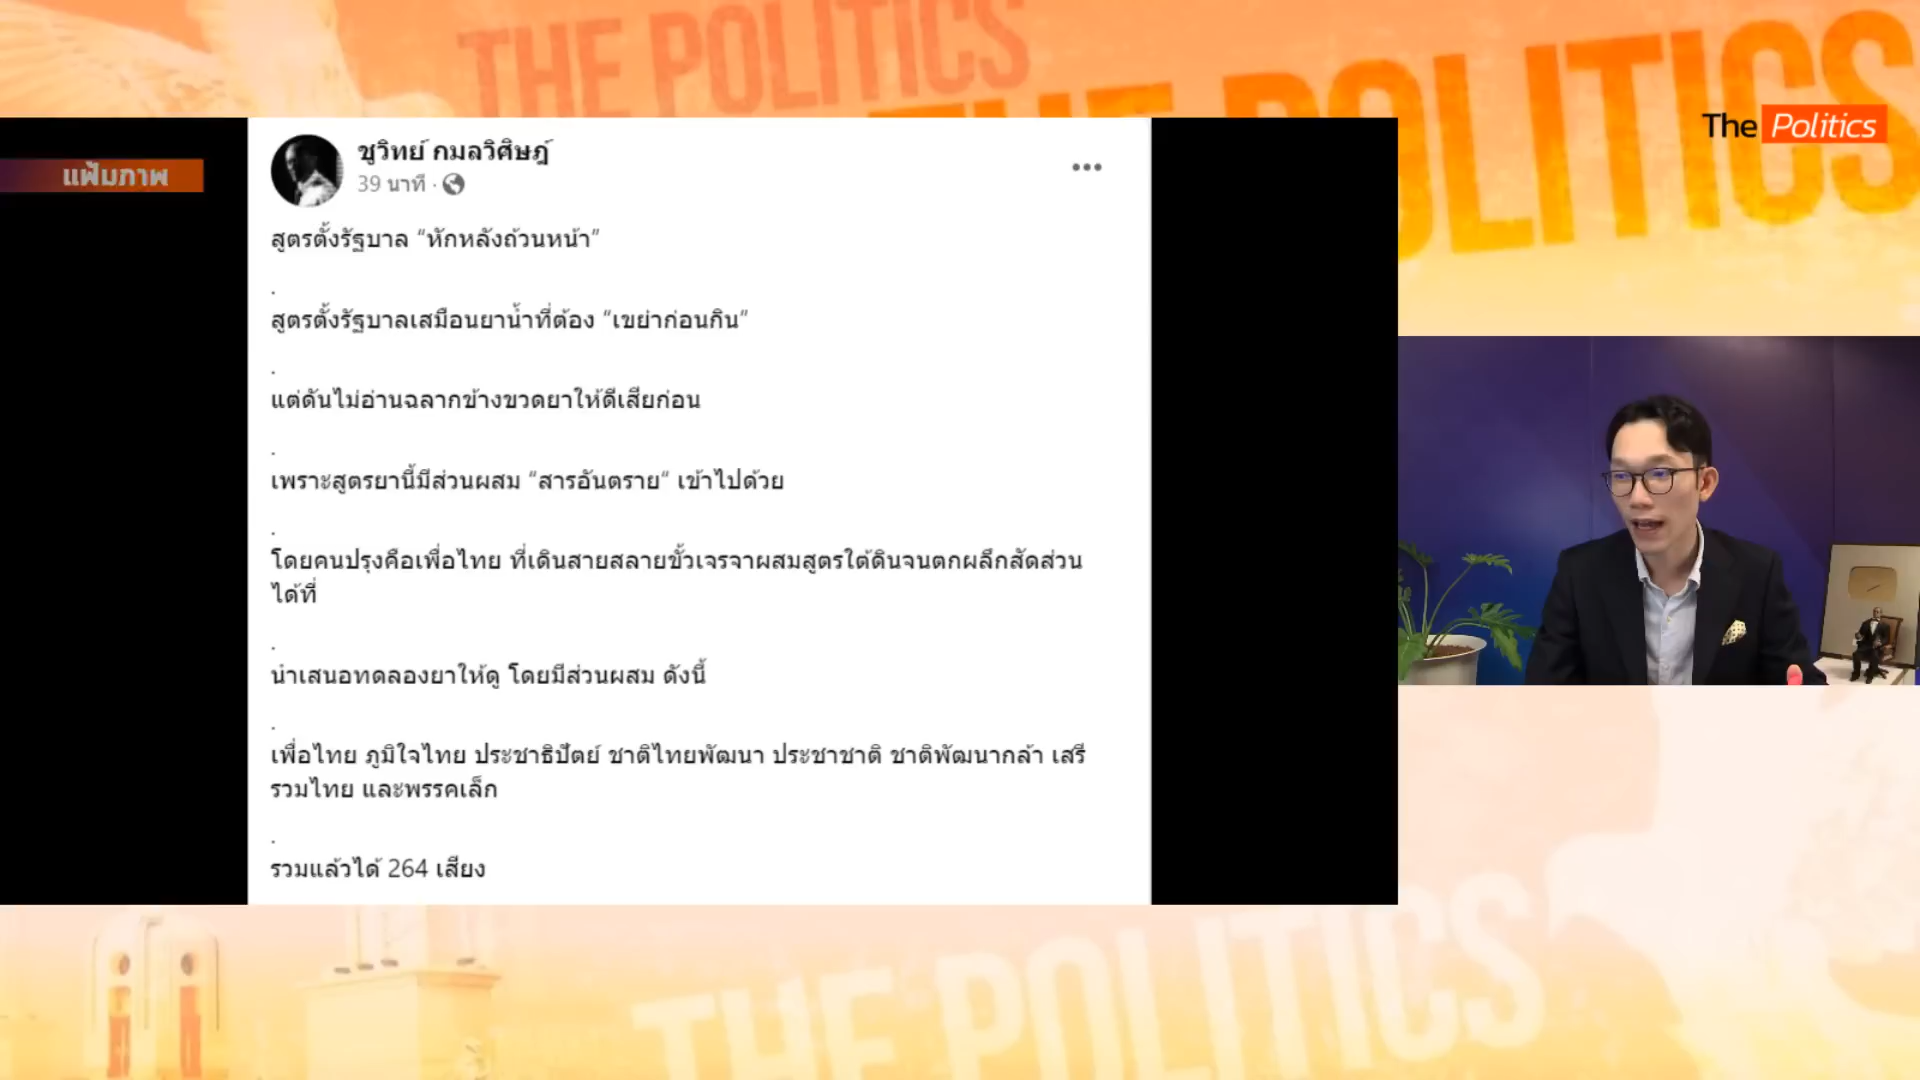 THE POLITICS
THE POLITICS
The Politics
แฟ้มภาพ
ชูวิทย์ กมลวิศิษฎ์
39 นาที ·
สูตรตั้งรัฐบาล “หักหลังถ้วนหน้า”
.
สูตรตั้งรัฐบาลเสมือนยาน้ำที่ต้อง “เขย่าก่อนกิน”
.
แต่ดันไม่อ่านฉลากข้างขวดยาให้ดีเสียก่อน
.
เพราะสูตรยานี้มีส่วนผสม “สารอันตราย“ เข้าไปด้วย
.
โดยคนปรุงคือเพื่อไทย ที่เดินสายสลายขั้วเจรจาผสมสูตรใต้ดินจนตกผลึกสัดส่วน
ได้ที่
.
นำเสนอทดลองยาให้ดู โดยมีส่วนผสม ดังนี้
.
เพื่อไทย ภูมิใจไทย ประชาธิปัตย์ ชาติไทยพัฒนา ประชาชาติ ชาติพัฒนากล้า เสรี
รวมไทย และพรรคเล็ก
.
รวมแล้วได้ 264 เสียง
THE POLITICS